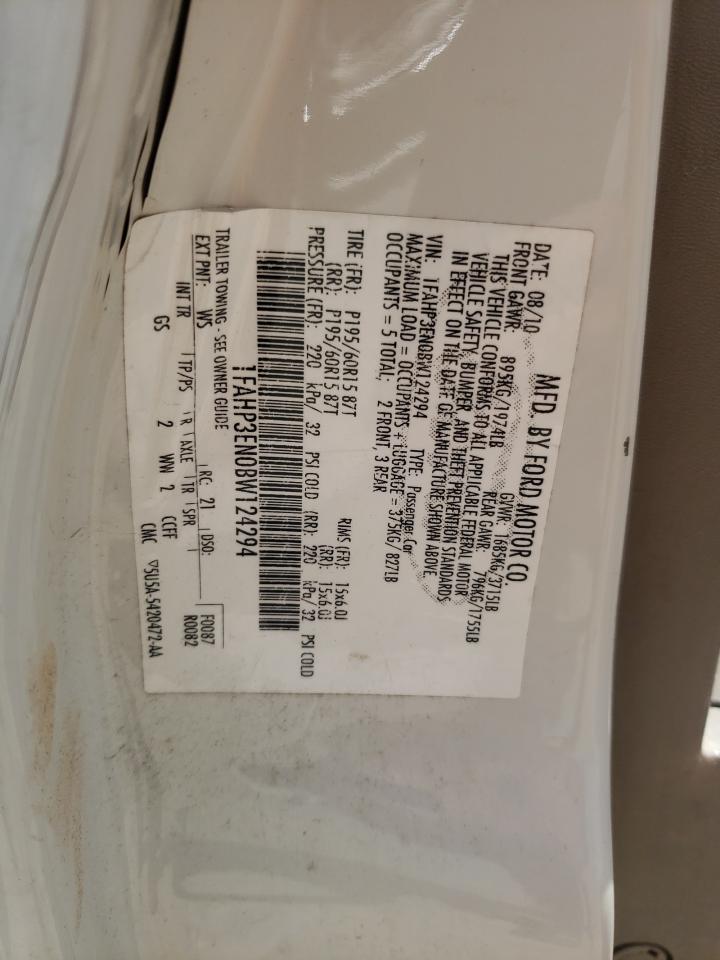 MFD. BY FORD MOTOR CO.
DATE: 08/10 GVWR: 1685KG/3715LB
FRONT GAWR: 895KG/1974LB REAR GAWR: 796KG/1755LB
THIS VEHICLE CONFORMS TO ALL APPLICABLE FEDERAL MOTOR
VEHICLE SAFETY, BUMPER, AND THEFT PREVENTION STANDARDS
IN EFFECT ON THE DATE OF MANUFACTURE SHOWN ABOVE.
VIN: 1FAHP3EN0BW124294 TYPE: Passenger Car
MAXIMUM LOAD = OCCUPANTS + LUGGAGE = 375KG/ 827LB
OCCUPANTS = 5 TOTAL; 2 FRONT, 3 REAR
TIRE (FR): P195/60R15 87T RIMS (FR): 15x6.0J
(RR): P195/60R15 87T (RR): 15x6.0J
PRESSURE (FR): 220 kPa/ 32 PSI COLD (RR): 220 kPa/ 32 PSI COLD
1FAHP3EN0BW124294
TRAILER TOWING - SEE OWNER GUIDE
EXT PNT: WS RC: 21 DSO: F0087
R0082
INT TR TP/PS R AXLE TR SPR
GS 2 WW 2 CCFF
CMC ▽5U5A-5420472-AA